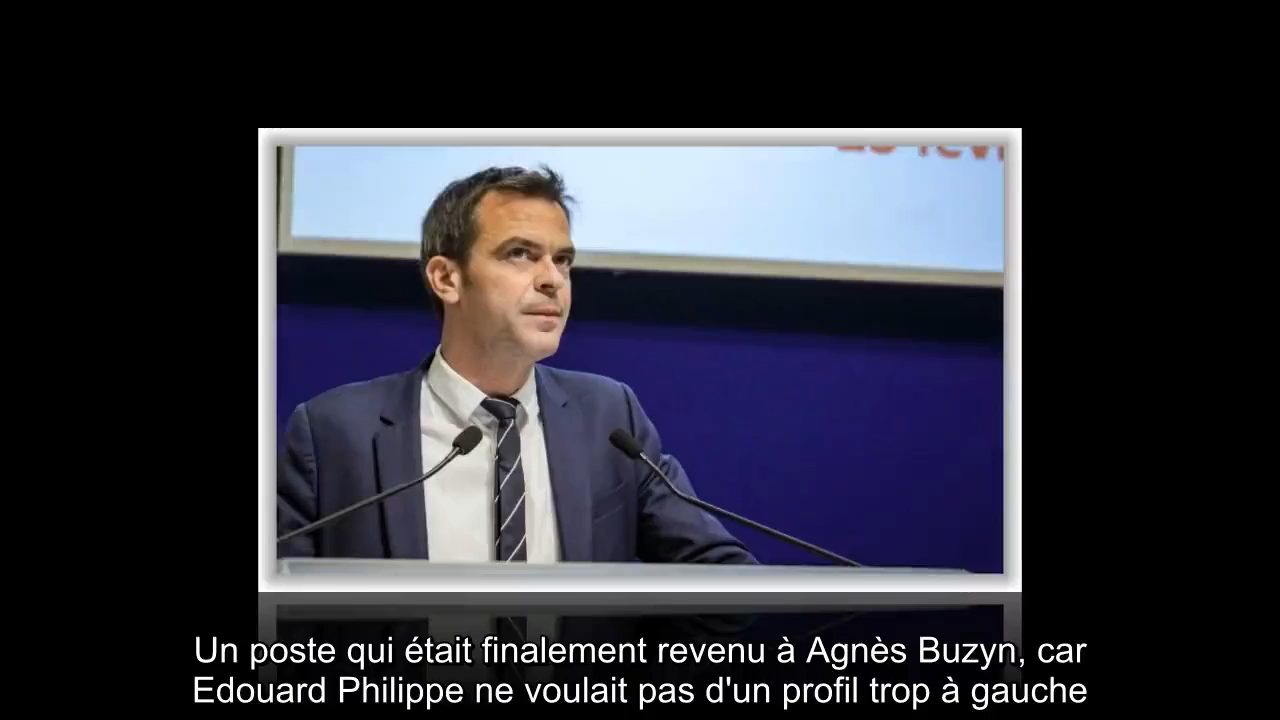 Un poste qui était finalement revenu à Agnès Buzyn, car
Edouard Philippe ne voulait pas d'un profil trop à gauche